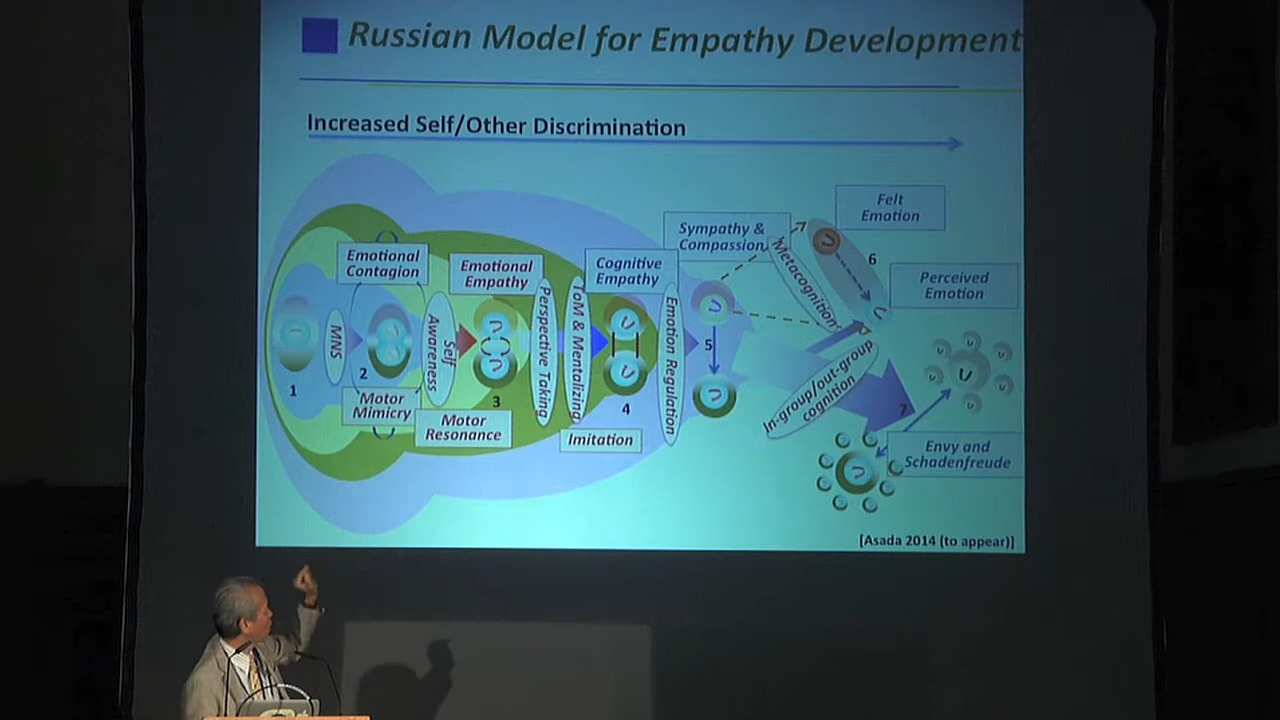 Russian Model for Empathy Development
Increased Self/Other Discrimination
Felt
Emotion
Sympathy &
Compassion
Metacognition
6
Emotional
Contagion
Emotional
Empathy
Cognitive
Empathy
Perceived
Emotion
MNS
Self
Awareness
Perspective Taking
ToM & Mentalizing
Emotion Regulation
5
In-group/out-group
cognition
1
2
3
4
7
Motor
Mimicry
Motor
Resonance
Imitation
Envy and
Schadenfreude
[Asada 2014 (to appear)]